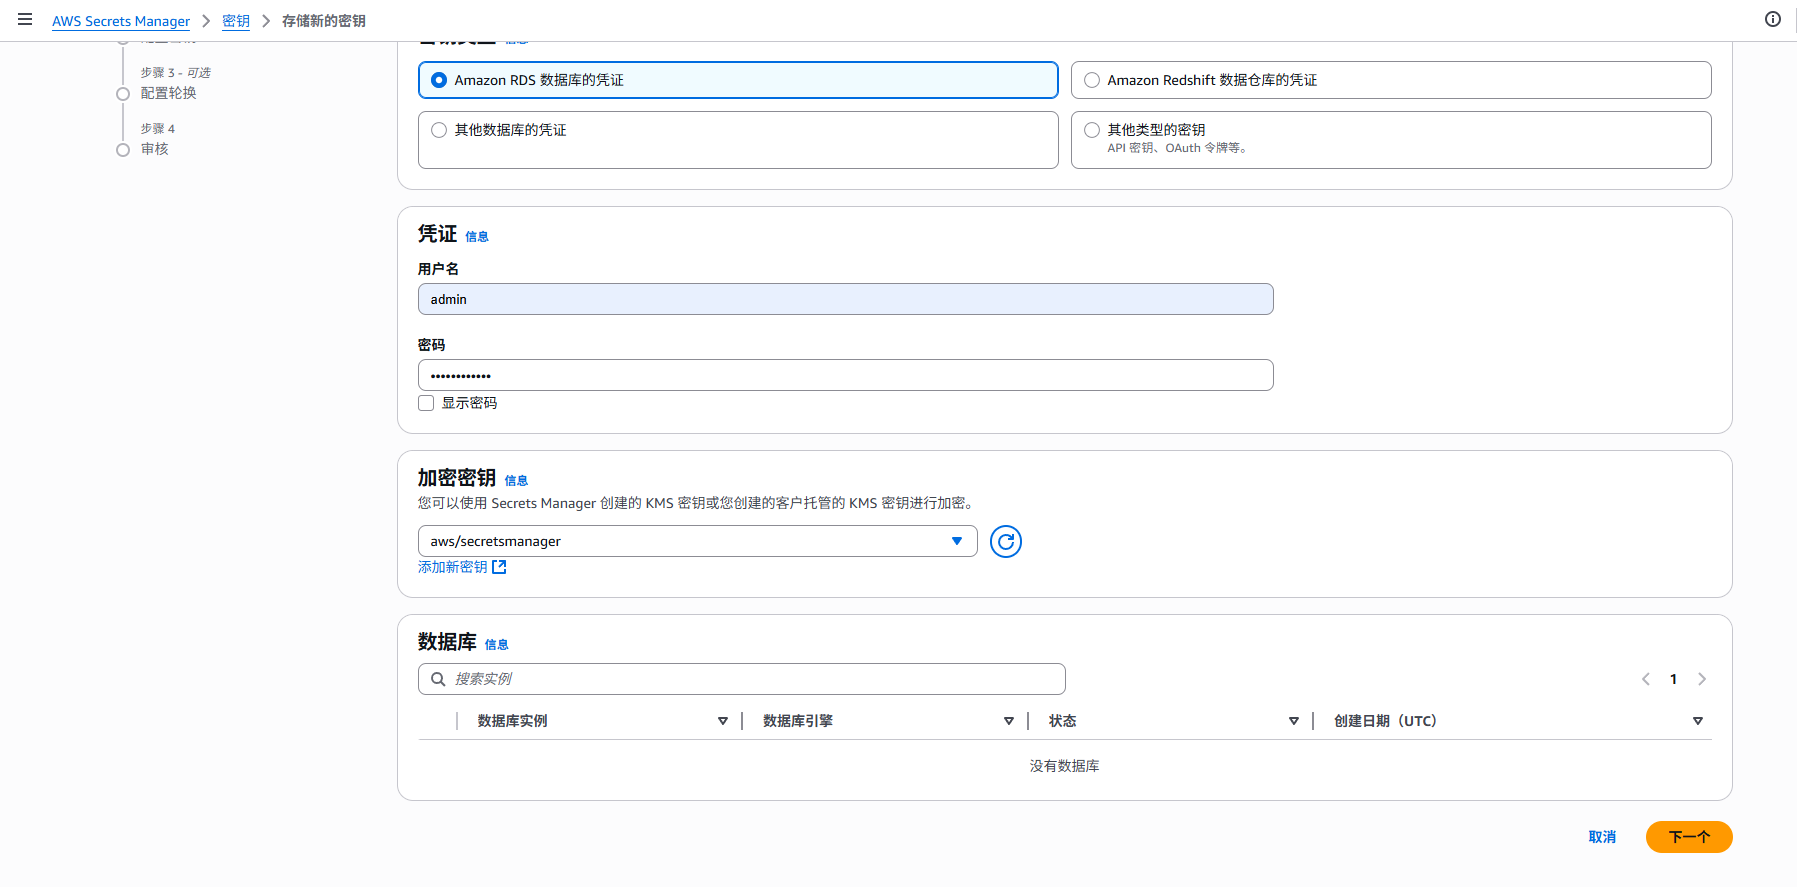 AWS Secrets Manager > 密钥 > 存储新的密钥
步骤 3 - 可选
配置轮换
步骤 4
审核
Amazon RDS 数据库的凭证
Amazon Redshift 数据仓库的凭证
其他数据库的凭证
其他类型的密钥
API 密钥、OAuth 令牌等。
凭证 信息
用户名
admin
密码
••••••••••••
显示密码
加密密钥 信息
您可以使用 Secrets Manager 创建的 KMS 密钥或您创建的客户托管的 KMS 密钥进行加密。
aws/secretsmanager
添加新密钥
数据库 信息
搜索实例
1
数据库实例 数据库引擎 状态 创建日期（UTC）
没有数据库
取消 下一个